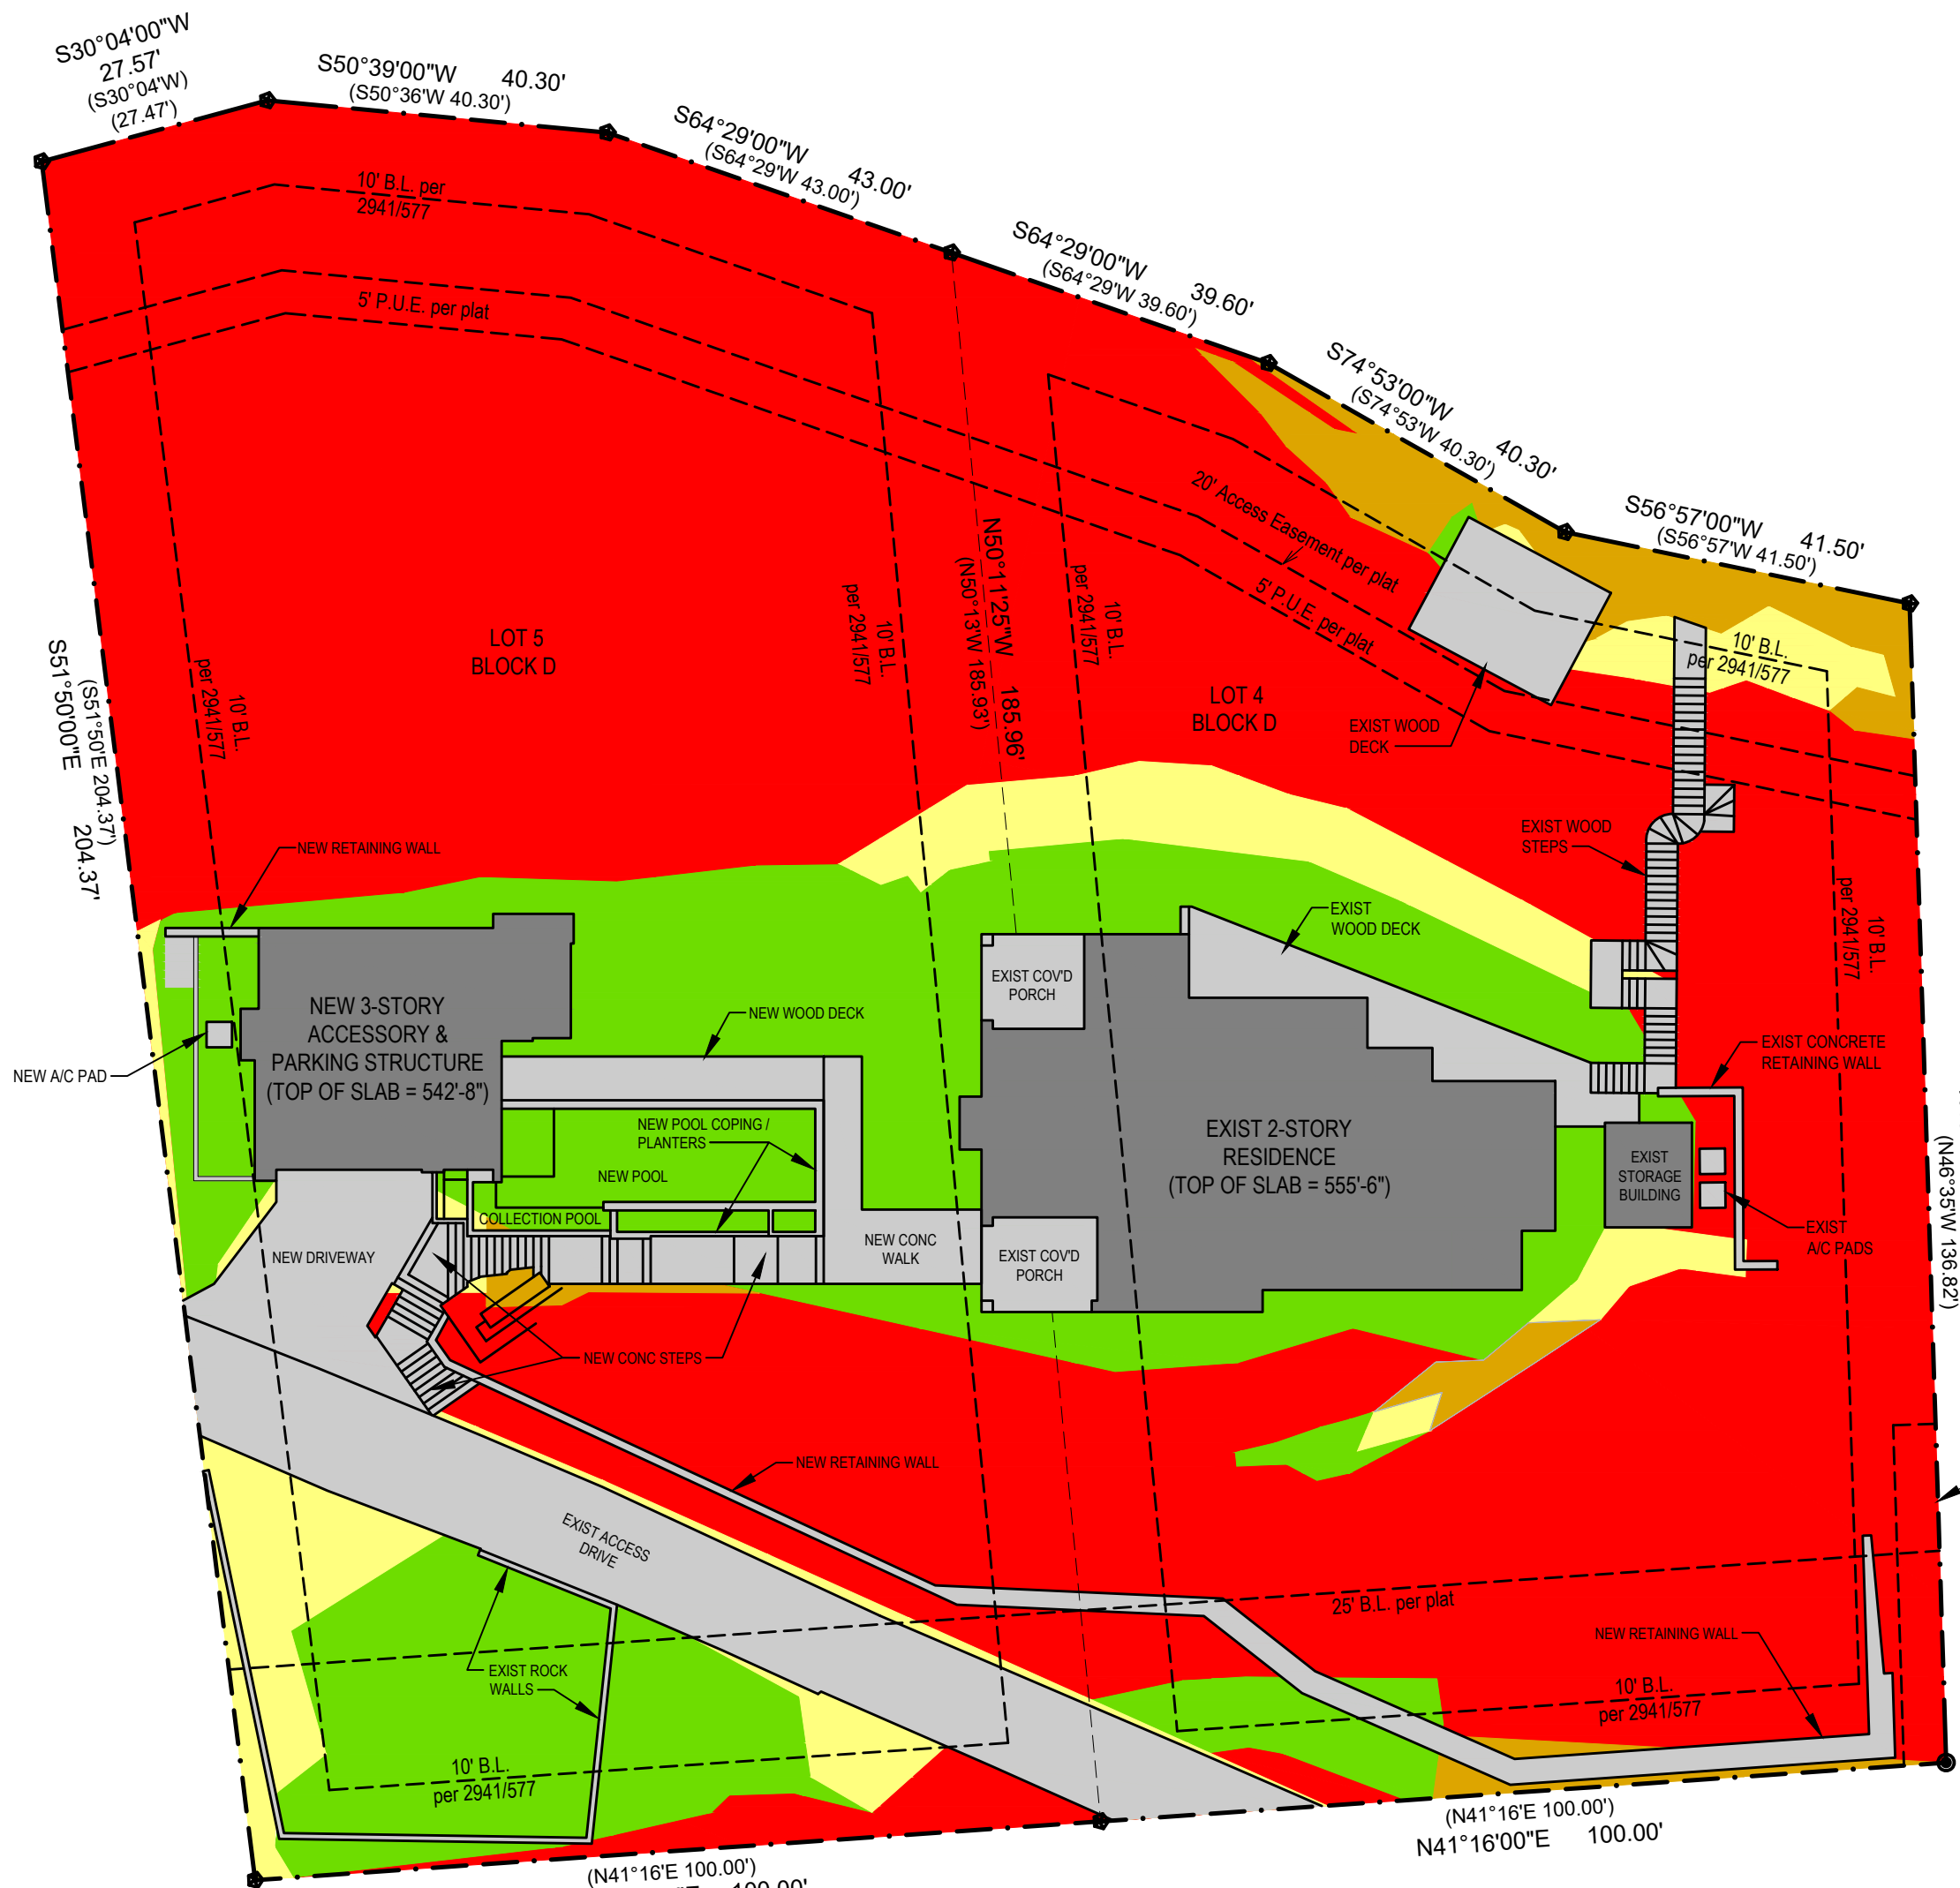 S30°04'00"W
27.57'
(S30°04'W)
(27.47')
S50°39'00"W 40.30'
(S50°36'W 40.30')
S64°29'00"W 43.00'
(S64°29'W 43.00')
S64°29'00"W 39.60'
(S64°29'W 39.60')
S74°53'00"W 40.30'
(S74°53'W 40.30')
S56°57'00"W 41.50'
(S56°57'W 41.50')
10' B.L. per
2941/577
5' P.U.E. per plat
20' Access Easement per plat
5' P.U.E. per plat
N50°11'25"W 185.96'
(N50°13'W 185.93')
10' B.L.
per 2941/577
10' B.L.
per 2941/577
10' B.L.
per 2941/577
LOT 5
BLOCK D
LOT 4
BLOCK D
10' B.L.
per 2941/577
EXIST WOOD
DECK
(S51°50'E 204.37')
S51°50'00"E 204.37'
NEW RETAINING WALL
EXIST WOOD
STEPS
EXIST
WOOD DECK
10' B.L.
per 2941/577
EXIST COV'D
PORCH
NEW 3-STORY
ACCESSORY &
PARKING STRUCTURE
(TOP OF SLAB = 542'-8")
NEW WOOD DECK
NEW A/C PAD
EXIST CONCRETE
RETAINING WALL
NEW POOL COPING /
PLANTERS
NEW POOL
COLLECTION POOL
EXIST 2-STORY
RESIDENCE
(TOP OF SLAB = 555'-6")
EXIST
STORAGE
BUILDING
(N46°35'W 136.82')
EXIST
A/C PADS
NEW DRIVEWAY
NEW CONC
WALK
EXIST COV'D
PORCH
NEW CONC STEPS
NEW RETAINING WALL
EXIST ACCESS
DRIVE
25' B.L. per plat
NEW RETAINING WALL
EXIST ROCK
WALLS
10' B.L.
per 2941/577
10' B.L.
per 2941/577
(N41°16'E 100.00')
N41°16'00"E 100.00'
(N41°16'E 100.00')
"E 100.00'